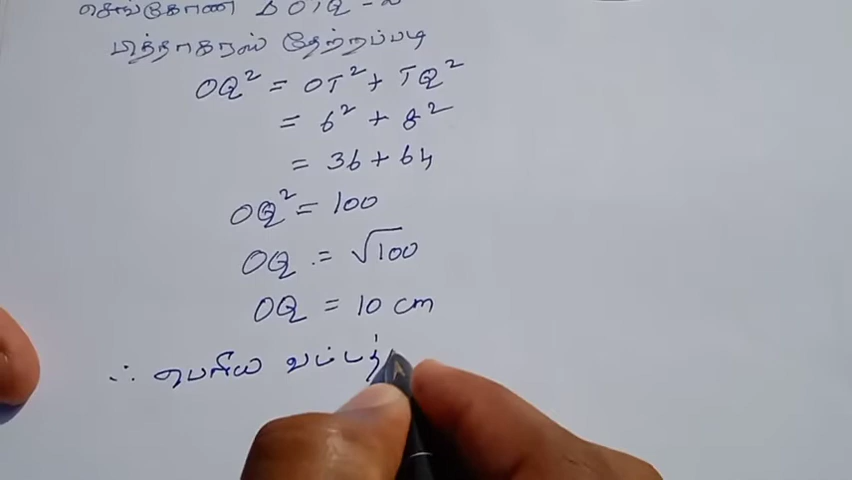 செங்கோண Δ OTQ -ல்
பித்தாகரஸ் தேற்றப்படி
OQ² = OT² + TQ²
= 6² + 8²
= 36 + 64
OQ² = 100
OQ = √100
OQ = 10 cm
∴ பெரிய வட்டத்